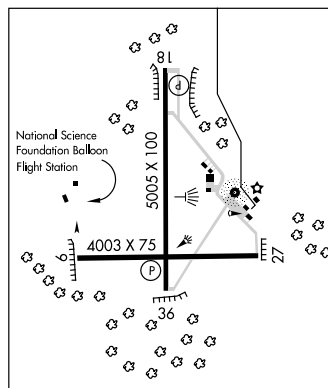 18
P
National Science
Foundation Balloon
Flight Station
5005 X 100
4003 X 75
9
27
P
36